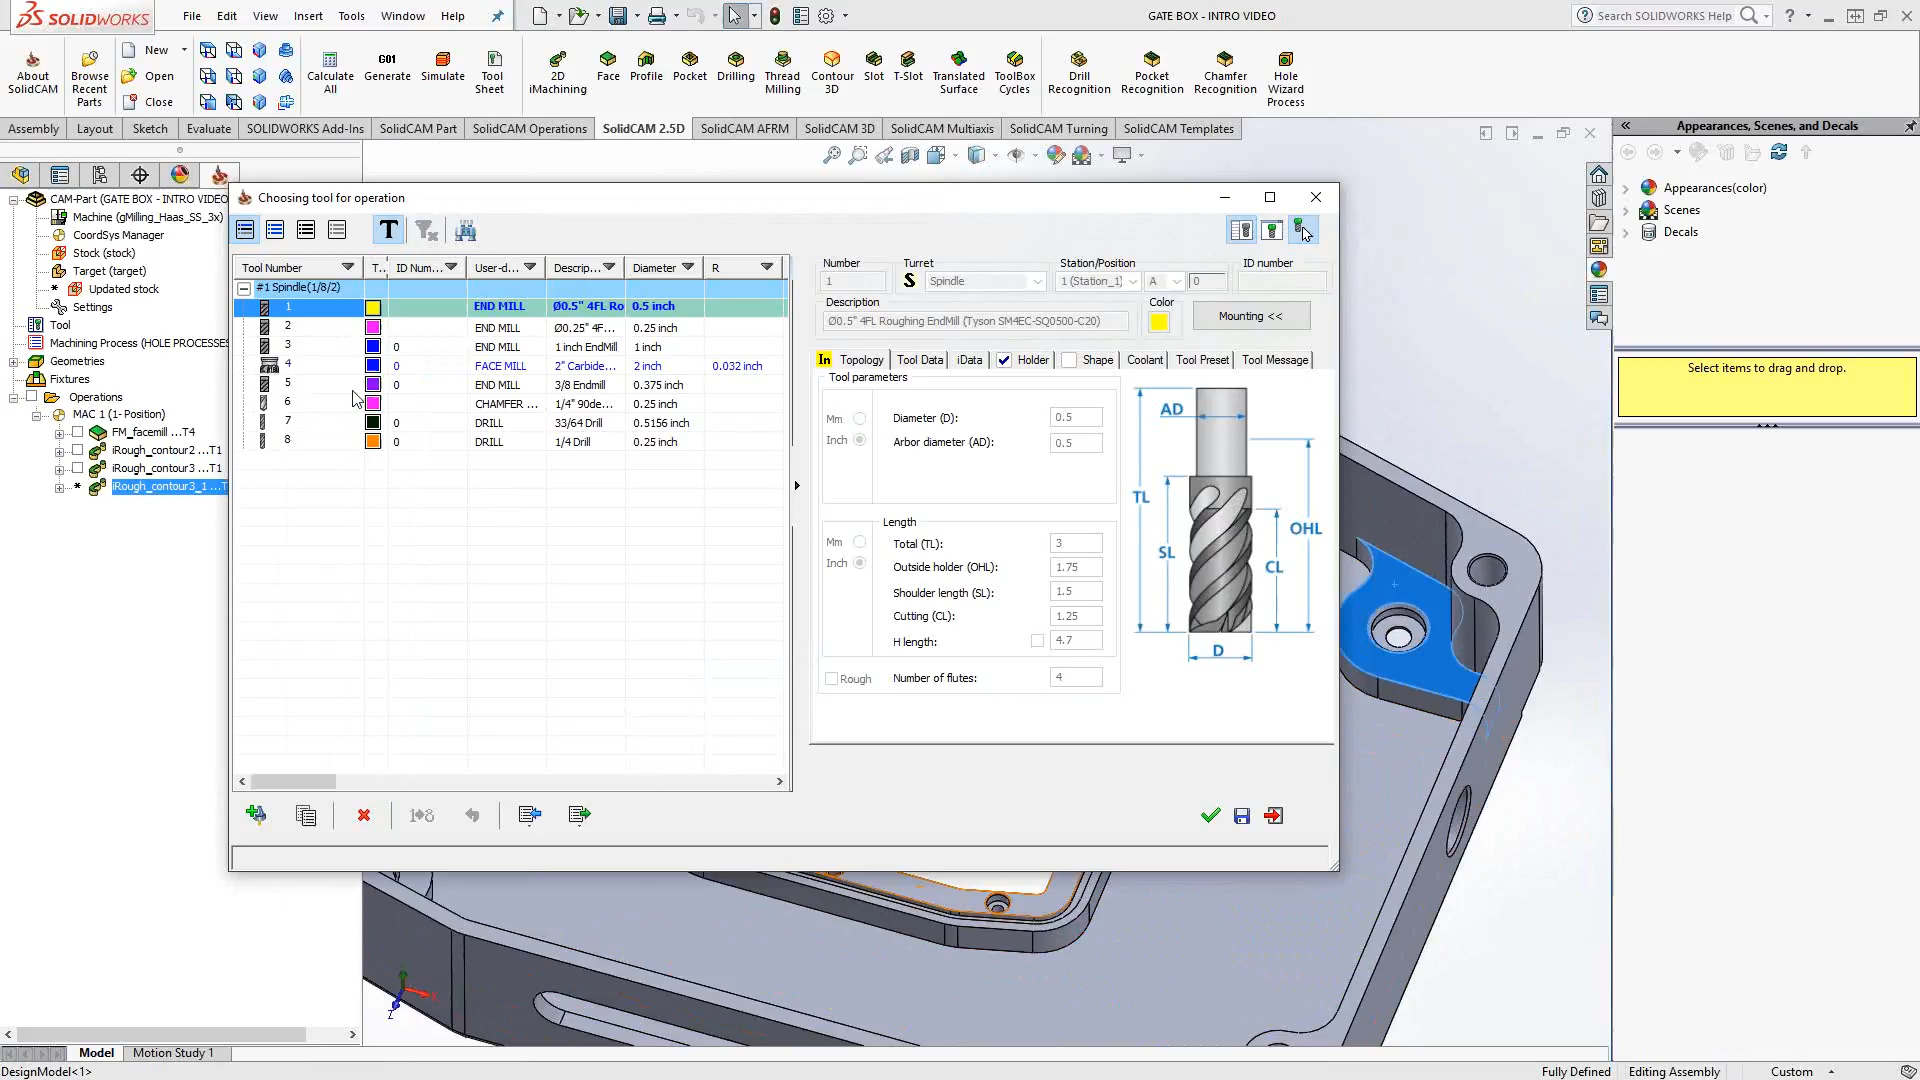 SOLIDWORKS
File Edit View Insert Tools Window Help
GATE BOX - INTRO VIDEO
Search SOLIDWORKS Help
About SolidCAM
Browse Recent Parts
New
Open
Close
Calculate All
G01
Generate
Simulate
Tool Sheet
2D iMachining
Face
Profile
Pocket
Drilling
Thread Milling
Contour 3D
Slot
T-Slot
Translated Surface
ToolBox Cycles
Drill Recognition
Pocket Recognition
Chamfer Recognition
Hole Wizard Process
Assembly Layout Sketch Evaluate SOLIDWORKS Add-Ins SolidCAM Part SolidCAM Operations SolidCAM 2.5D SolidCAM AFRM SolidCAM 3D SolidCAM Multiaxis SolidCAM Turning SolidCAM Templates
CAM-Part (GATE BOX - INTRO VIDEO
Machine (gMilling_Haas_SS_3x)
CoordSys Manager
Stock (stock)
Target (target)
* Updated stock
Settings
Tool
Machining Process (HOLE PROCESSES
Geometries
Fixtures
Operations
MAC 1 (1- Position)
FM_facemill ...T4
iRough_contour2 ...T1
iRough_contour3 ...T1
* iRough_contour3_1 ...T
Choosing tool for operation
T
Tool Number T.. ID Num... User-d... Descrip... Diameter R
#1 Spindle(1/8/2)
1 END MILL Ø0.5" 4FL Ro 0.5 inch
2 END MILL Ø0.25" 4F... 0.25 inch
3 0 END MILL 1 inch EndMill 1 inch
4 0 FACE MILL 2" Carbide... 2 inch R0.032 inch
5 0 END MILL 3/8 Endmill 0.375 inch
6 CHAMFER ... 1/4" 90de... 0.25 inch
7 0 DRILL 33/64 Drill 0.5156 inch
8 0 DRILL 1/4 Drill 0.25 inch
Number Turret Station/Position ID number
1 S Spindle 1 (Station_1) A 0
Description Color
Ø0.5" 4FL Roughing EndMill (Tyson SM4EC-SQ0500-C20)
Mounting <<
In Topology Tool Data iData Holder Shape Coolant Tool Preset Tool Message
Tool parameters
Mm
Inch
Diameter (D): 0.5
Arbor diameter (AD): 0.5
Length
Mm
Inch
Total (TL): 3
Outside holder (OHL): 1.75
Shoulder length (SL): 1.5
Cutting (CL): 1.25
H length: 4.7
Rough
Number of flutes: 4
AD
TL
OHL
SL
CL
D
1➔8
Appearances, Scenes, and Decals
Appearances(color)
Scenes
Decals
Select items to drag and drop.
X
Z
Model Motion Study 1
DesignModel<1>
Fully Defined Editing Assembly Custom